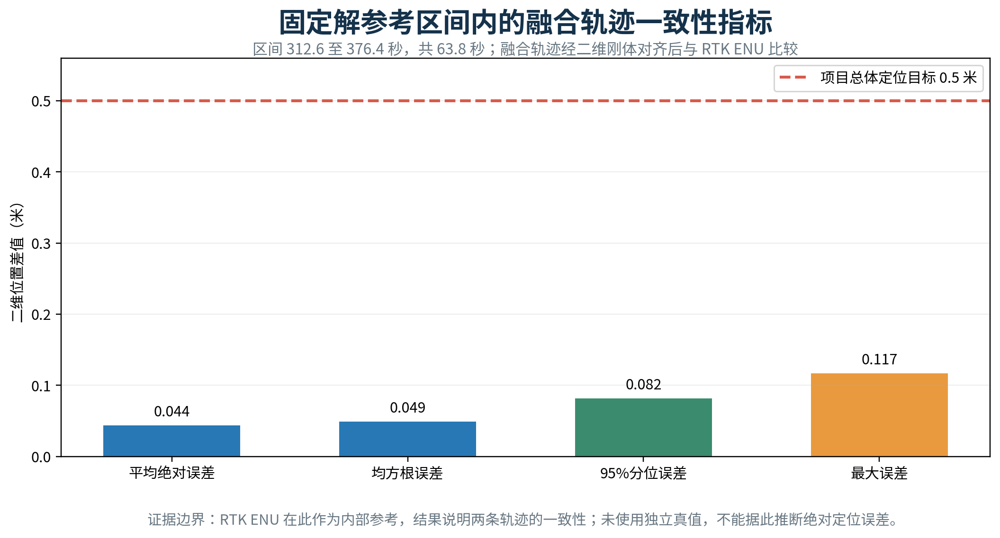 固定解参考区间内的融合轨迹一致性指标
区间 312.6 至 376.4 秒，共 63.8 秒；融合轨迹经二维刚体对齐后与 RTK ENU 比较
项目总体定位目标 0.5 米
二维位置差值（米）
0.5
0.4
0.3
0.2
0.1
0.0
0.044
0.049
0.082
0.117
平均绝对误差
均方根误差
95%分位误差
最大误差
证据边界：RTK ENU 在此作为内部参考，结果说明两条轨迹的一致性；未使用独立真值，不能据此推断绝对定位误差。